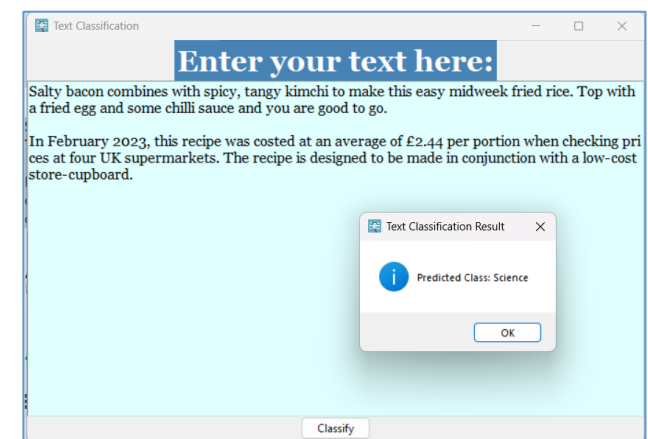 Text Classification
Enter your text here:
Salty bacon combines with spicy, tangy kimchi to make this easy midweek fried rice. Top with
a fried egg and some chilli sauce and you are good to go.
In February 2023, this recipe was costed at an average of £2.44 per portion when checking pri
ces at four UK supermarkets. The recipe is designed to be made in conjunction with a low-cost
store-cupboard.
Text Classification Result
Predicted Class: Science
OK
Classify